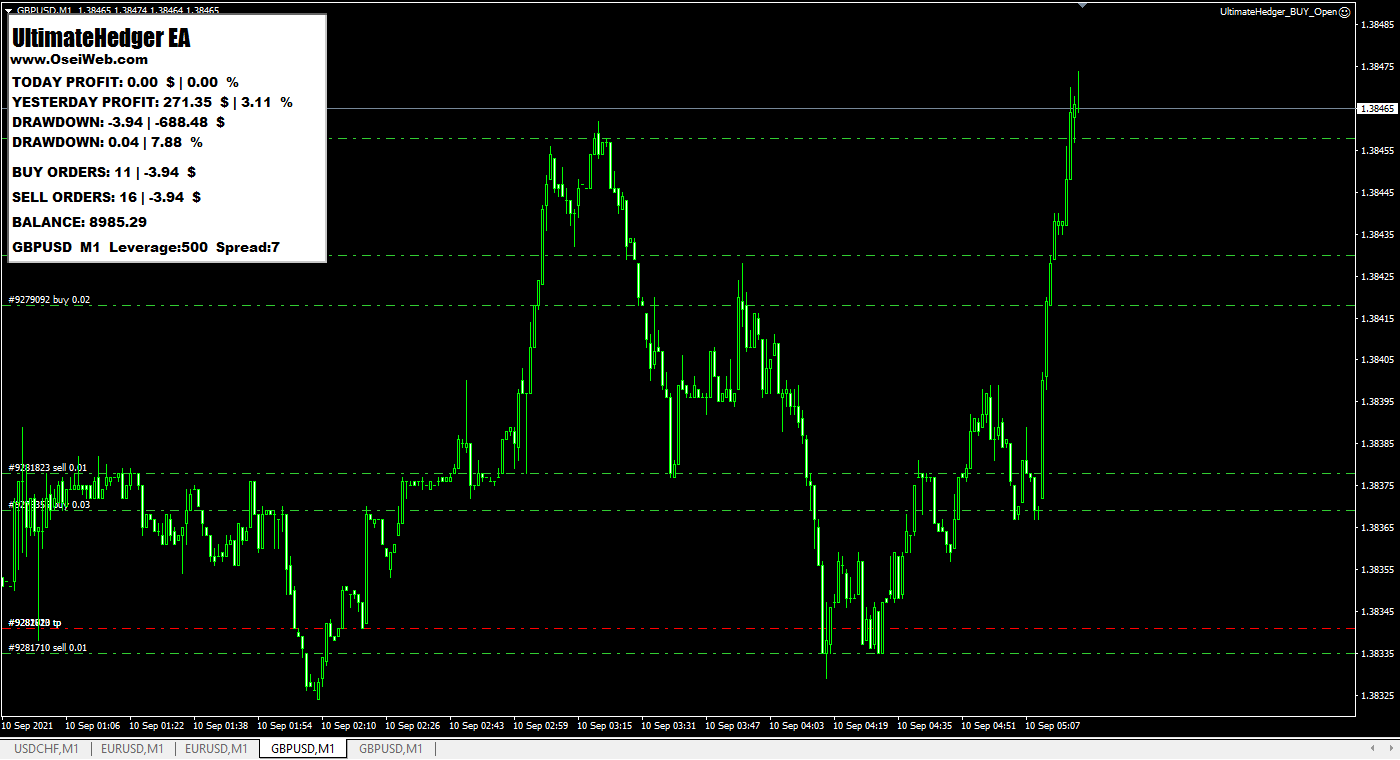 GBPUSD,M1 1.38465 1.38474 1.38464 1.38465
UltimateHedger_BUY_Open
UltimateHedger EA
www.OseiWeb.com
TODAY PROFIT: 0.00 $ | 0.00 %
YESTERDAY PROFIT: 271.35 $ | 3.11 %
DRAWDOWN: -3.94 | -688.48 $
DRAWDOWN: 0.04 | 7.88 %
BUY ORDERS: 11 | -3.94 $
SELL ORDERS: 16 | -3.94 $
BALANCE: 8985.29
GBPUSD M1 Leverage:500 Spread:7
#9279092 buy 0.02
#9281823 sell 0.01
buy 0.03
tp
#9281710 sell 0.01
1.38485
1.38475
1.38465
1.38455
1.38445
1.38435
1.38425
1.38415
1.38405
1.38395
1.38385
1.38375
1.38365
1.38355
1.38345
1.38335
1.38325
10 Sep 2021 10 Sep 01:06 10 Sep 01:22 10 Sep 01:38 10 Sep 01:54 10 Sep 02:10 10 Sep 02:26 10 Sep 02:43 10 Sep 02:59 10 Sep 03:15 10 Sep 03:31 10 Sep 03:47 10 Sep 04:03 10 Sep 04:19 10 Sep 04:35 10 Sep 04:51 10 Sep 05:07
USDCHF,M1 EURUSD,M1 EURUSD,M1 GBPUSD,M1 GBPUSD,M1